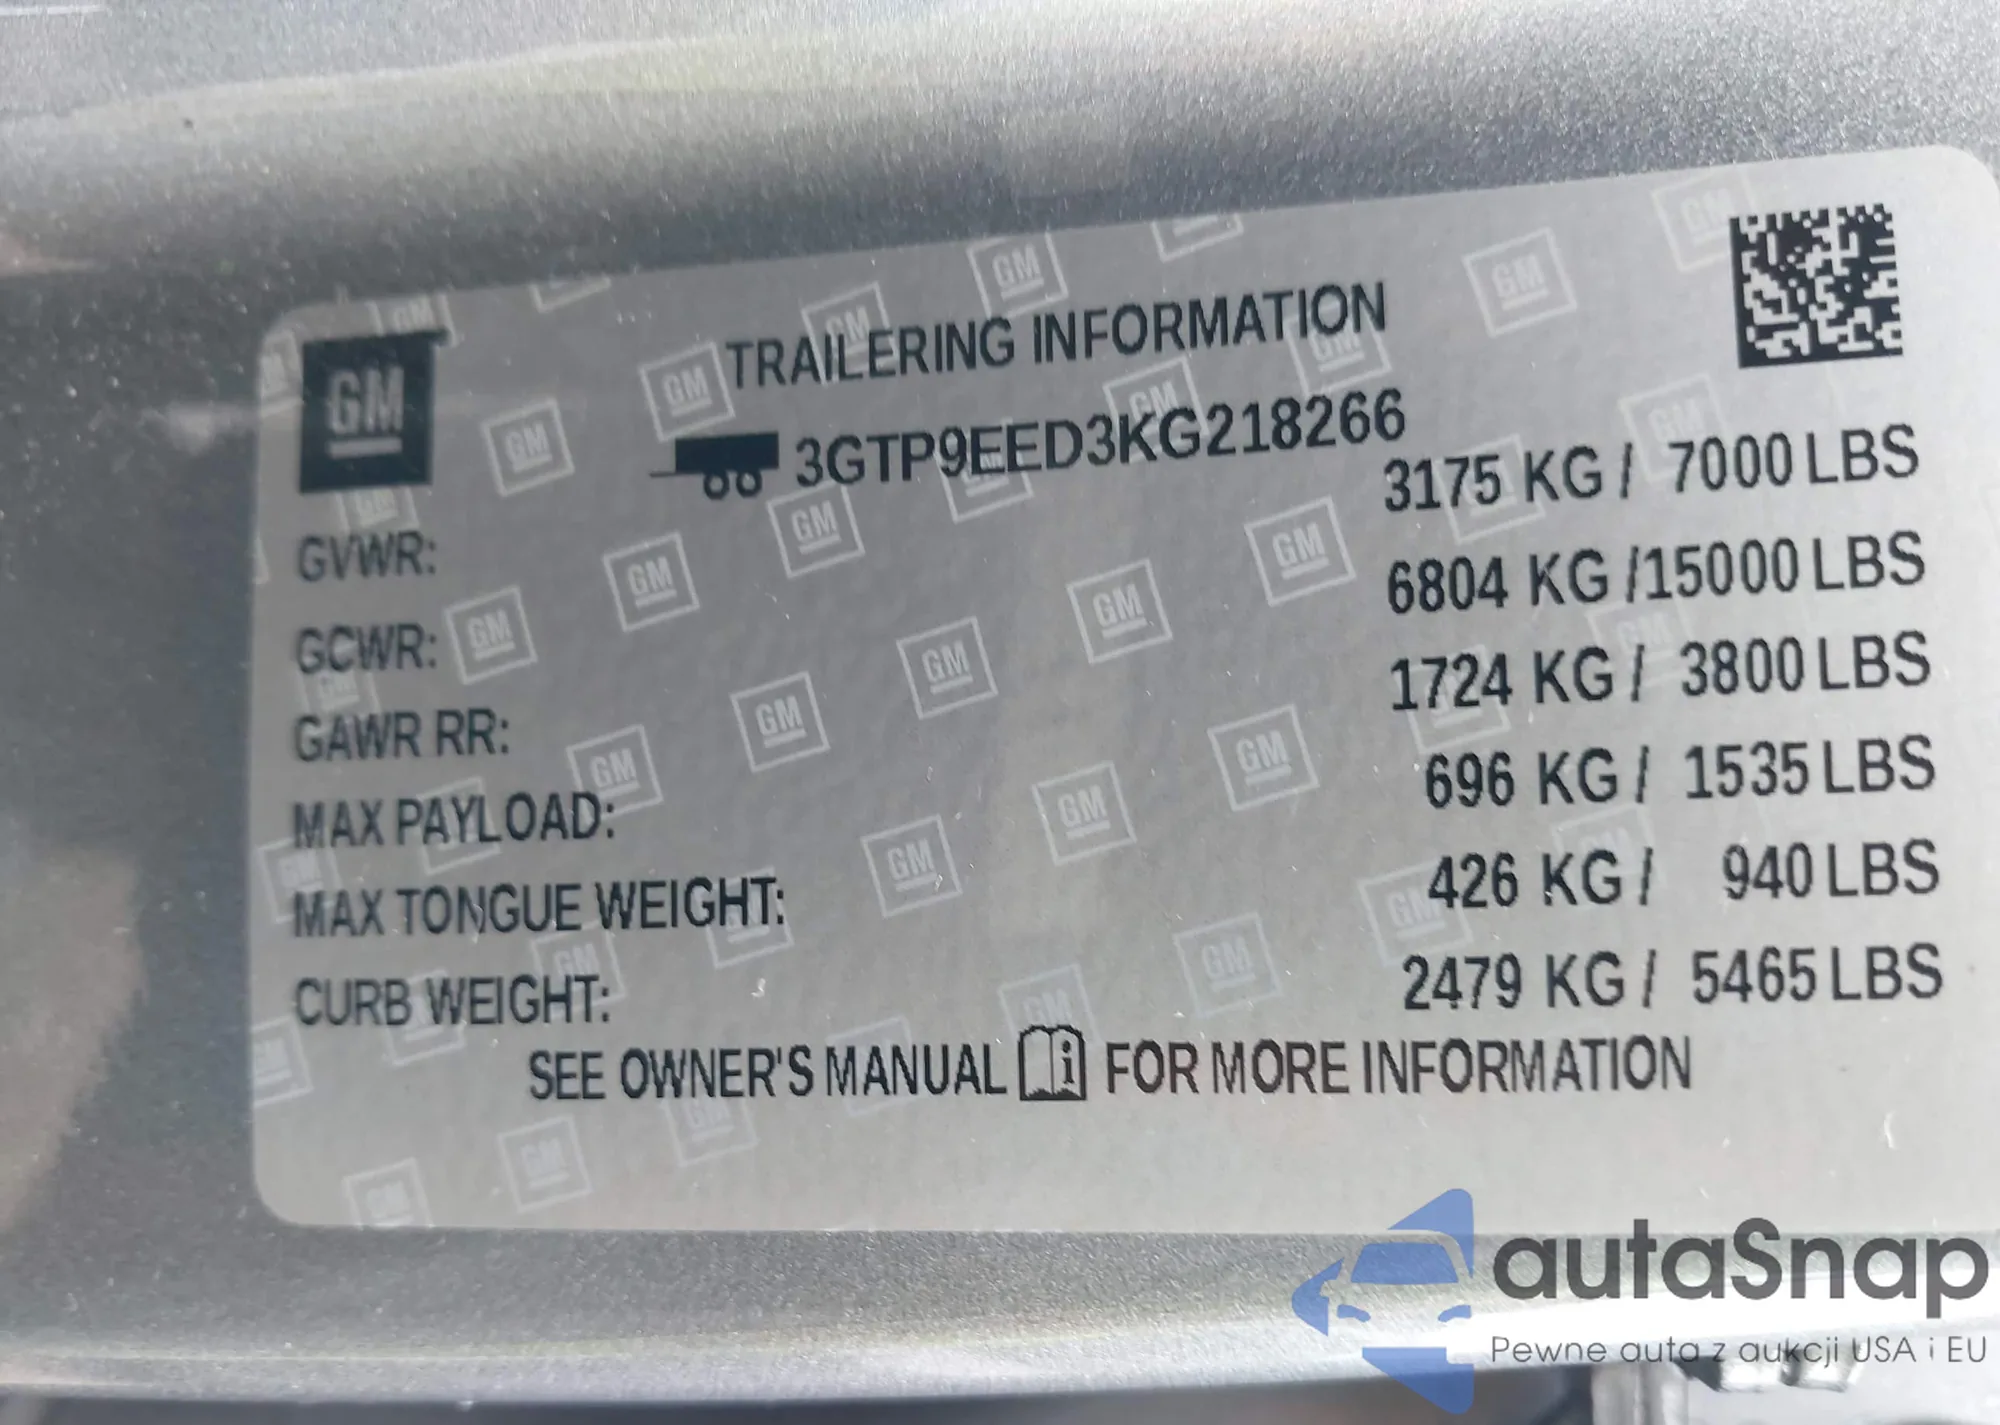 GM
TRAILERING INFORMATION
3GTP9EED3KG218266
GVWR: 3175 KG / 7000 LBS
GCWR: 6804 KG /15000 LBS
GAWR RR: 1724 KG / 3800 LBS
MAX PAYLOAD: 696 KG / 1535 LBS
MAX TONGUE WEIGHT: 426 KG / 940 LBS
CURB WEIGHT: 2479 KG / 5465 LBS
SEE OWNER'S MANUAL i FOR MORE INFORMATION
autaSnap
Pewne auta z aukcji USA i EU